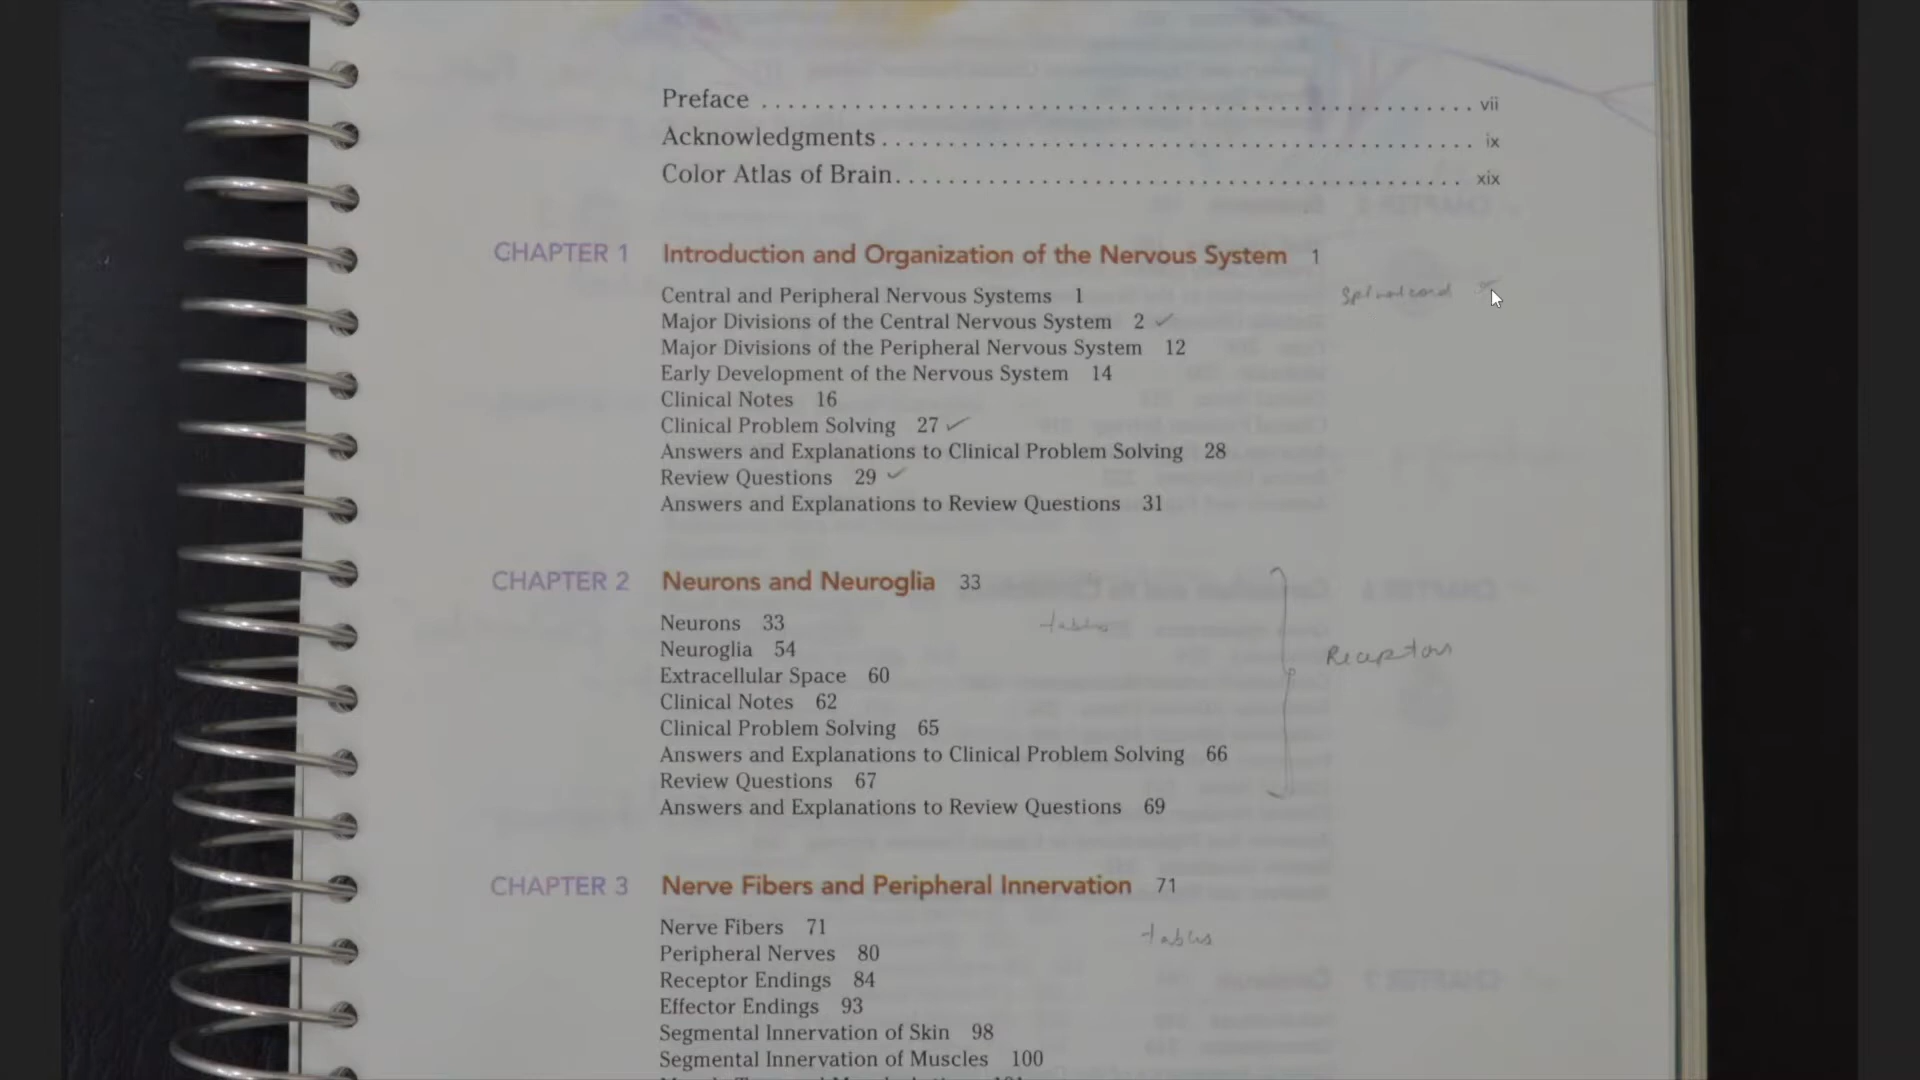 Preface ........................................................ vii
Acknowledgments ............................................. ix
Color Atlas of Brain........................................... xix
CHAPTER 1 Introduction and Organization of the Nervous System 1
Central and Peripheral Nervous Systems 1 Spinal cord
Major Divisions of the Central Nervous System 2 ✓
Major Divisions of the Peripheral Nervous System 12
Early Development of the Nervous System 14
Clinical Notes 16
Clinical Problem Solving 27 ✓
Answers and Explanations to Clinical Problem Solving 28
Review Questions 29 ✓
Answers and Explanations to Review Questions 31
CHAPTER 2 Neurons and Neuroglia 33
Neurons 33 tables
Neuroglia 54 Receptors
Extracellular Space 60
Clinical Notes 62
Clinical Problem Solving 65
Answers and Explanations to Clinical Problem Solving 66
Review Questions 67
Answers and Explanations to Review Questions 69
CHAPTER 3 Nerve Fibers and Peripheral Innervation 71
Nerve Fibers 71 tables
Peripheral Nerves 80
Receptor Endings 84
Effector Endings 93
Segmental Innervation of Skin 98
Segmental Innervation of Muscles 100